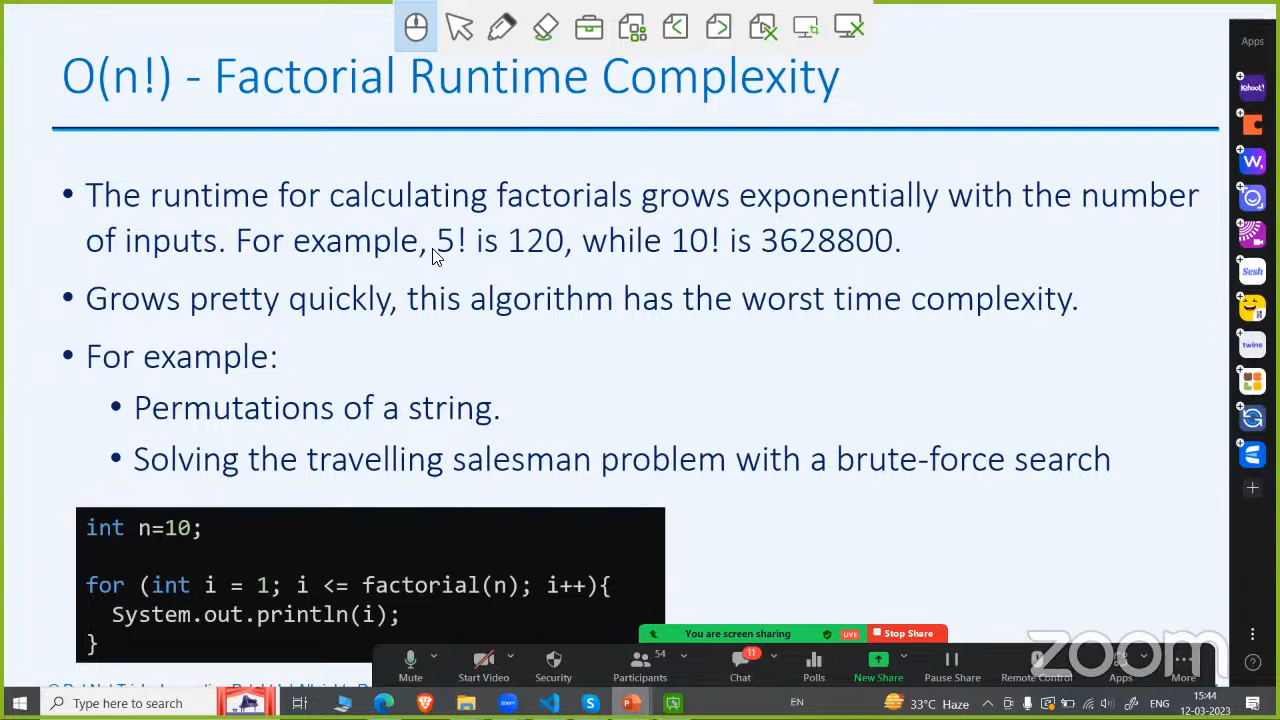 O(n!) - Factorial Runtime Complexity
Apps
Kahoot!
• The runtime for calculating factorials grows exponentially with the number
of inputs. For example, 5! is 120, while 10! is 3628800.
• Grows pretty quickly, this algorithm has the worst time complexity.
Sesh
• For example:
twine
• Permutations of a string.
• Solving the travelling salesman problem with a brute-force search
int n=10;
for (int i = 1; i <= factorial(n); i++){
System.out.println(i);
}
You are screen sharing
LIVE
Stop Share
zoom
54
11
Mute
Start Video
Security
Participants
Chat
Polls
New Share
Pause Share
Remote Control
Apps
More
Type here to search
zoom
EN
33°C Haze
ENG
15:44
12-03-2023